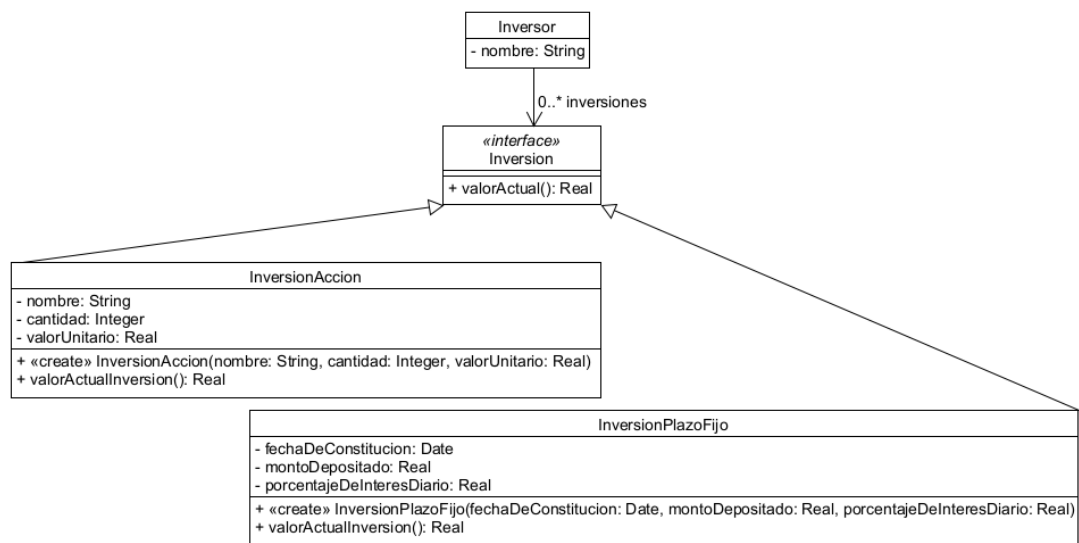 Inversor
- nombre: String
0..* inversiones
«interface»
Inversion
+ valorActual(): Real
InversionAccion
- nombre: String
- cantidad: Integer
- valorUnitario: Real
+ «create» InversionAccion(nombre: String, cantidad: Integer, valorUnitario: Real)
+ valorActualInversion(): Real
InversionPlazoFijo
- fechaDeConstitucion: Date
- montoDepositado: Real
- porcentajeDeInteresDiario: Real
+ «create» InversionPlazoFijo(fechaDeConstitucion: Date, montoDepositado: Real, porcentajeDeInteresDiario: Real)
+ valorActualInversion(): Real